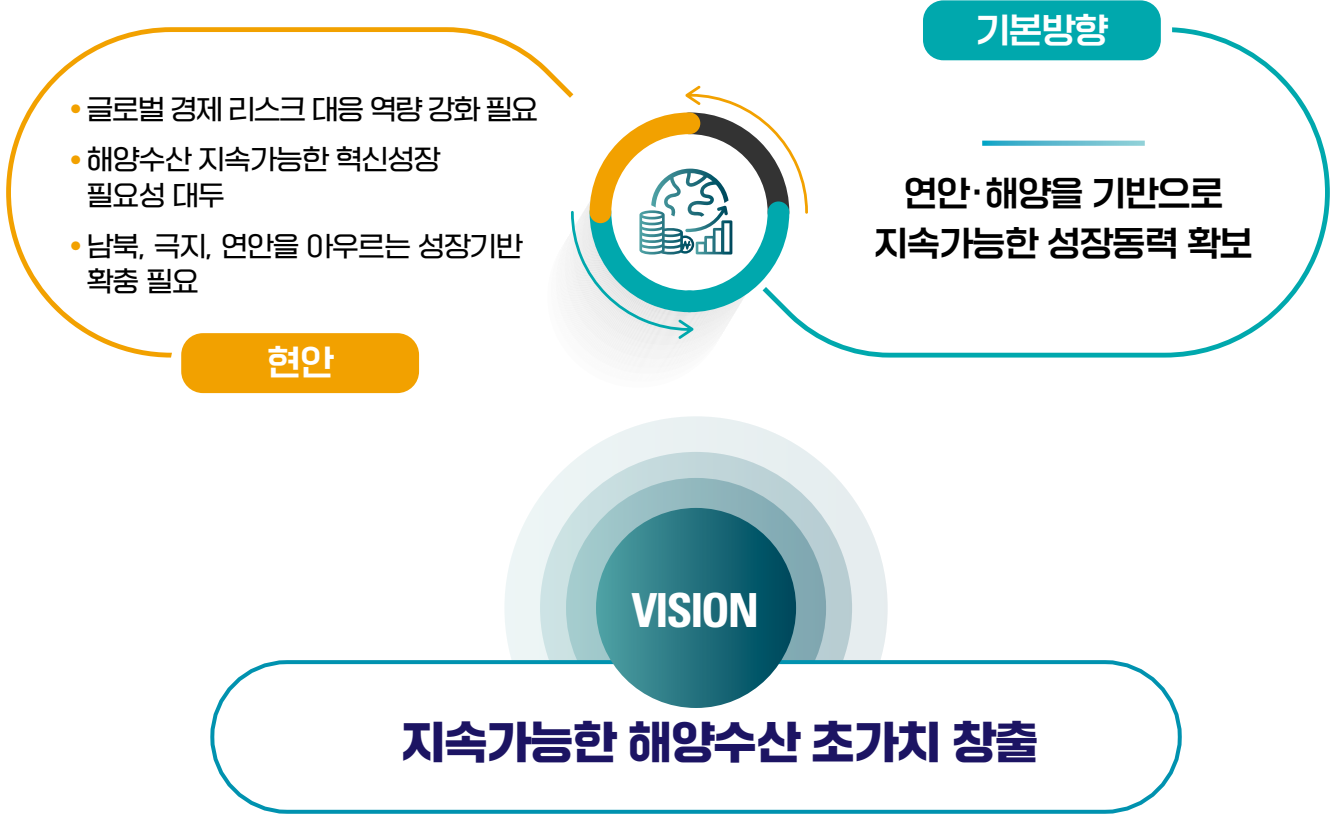 • 글로벌 경제 리스크 대응 역량 강화 필요
• 해양수산 지속가능한 혁신성장
필요성 대두
• 남북, 극지, 연안을 아우르는 성장기반
확충 필요
현안
기본방향
연안·해양을 기반으로
지속가능한 성장동력 확보
₩
VISION
지속가능한 해양수산 초가치 창출